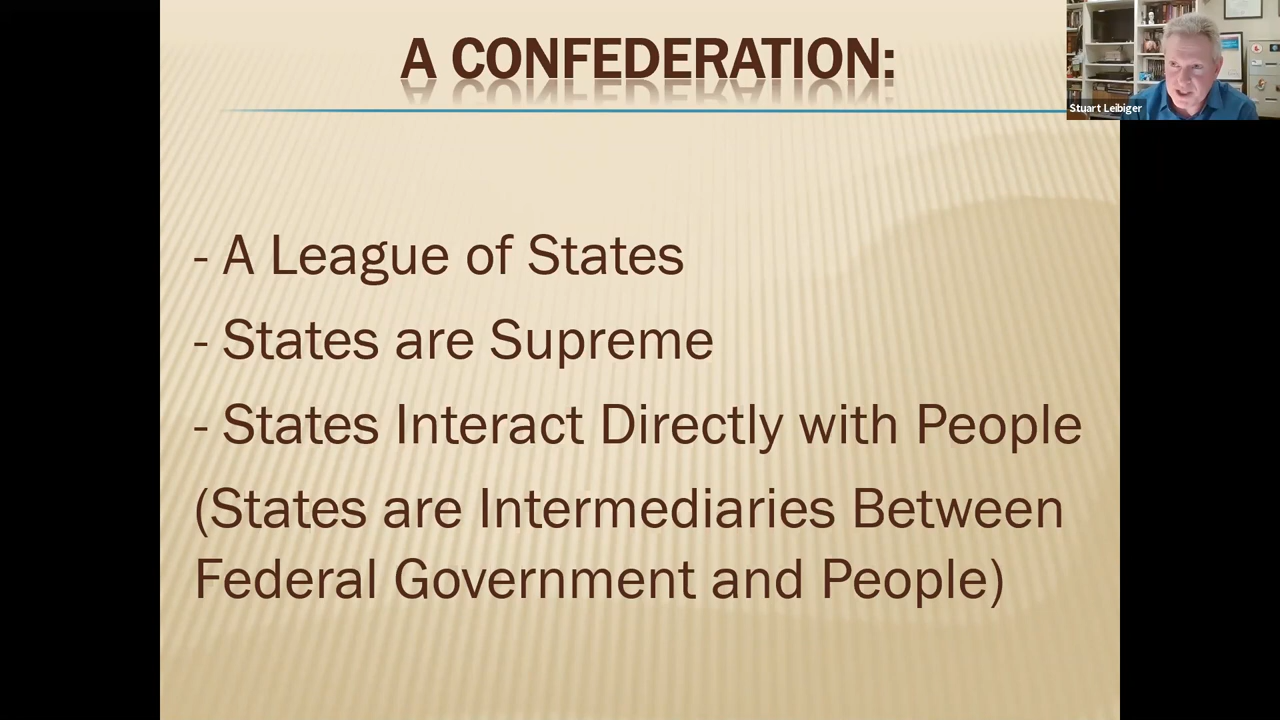 A CONFEDERATION:
Stuart Leibiger
- A League of States
- States are Supreme
- States Interact Directly with People
(States are Intermediaries Between
Federal Government and People)